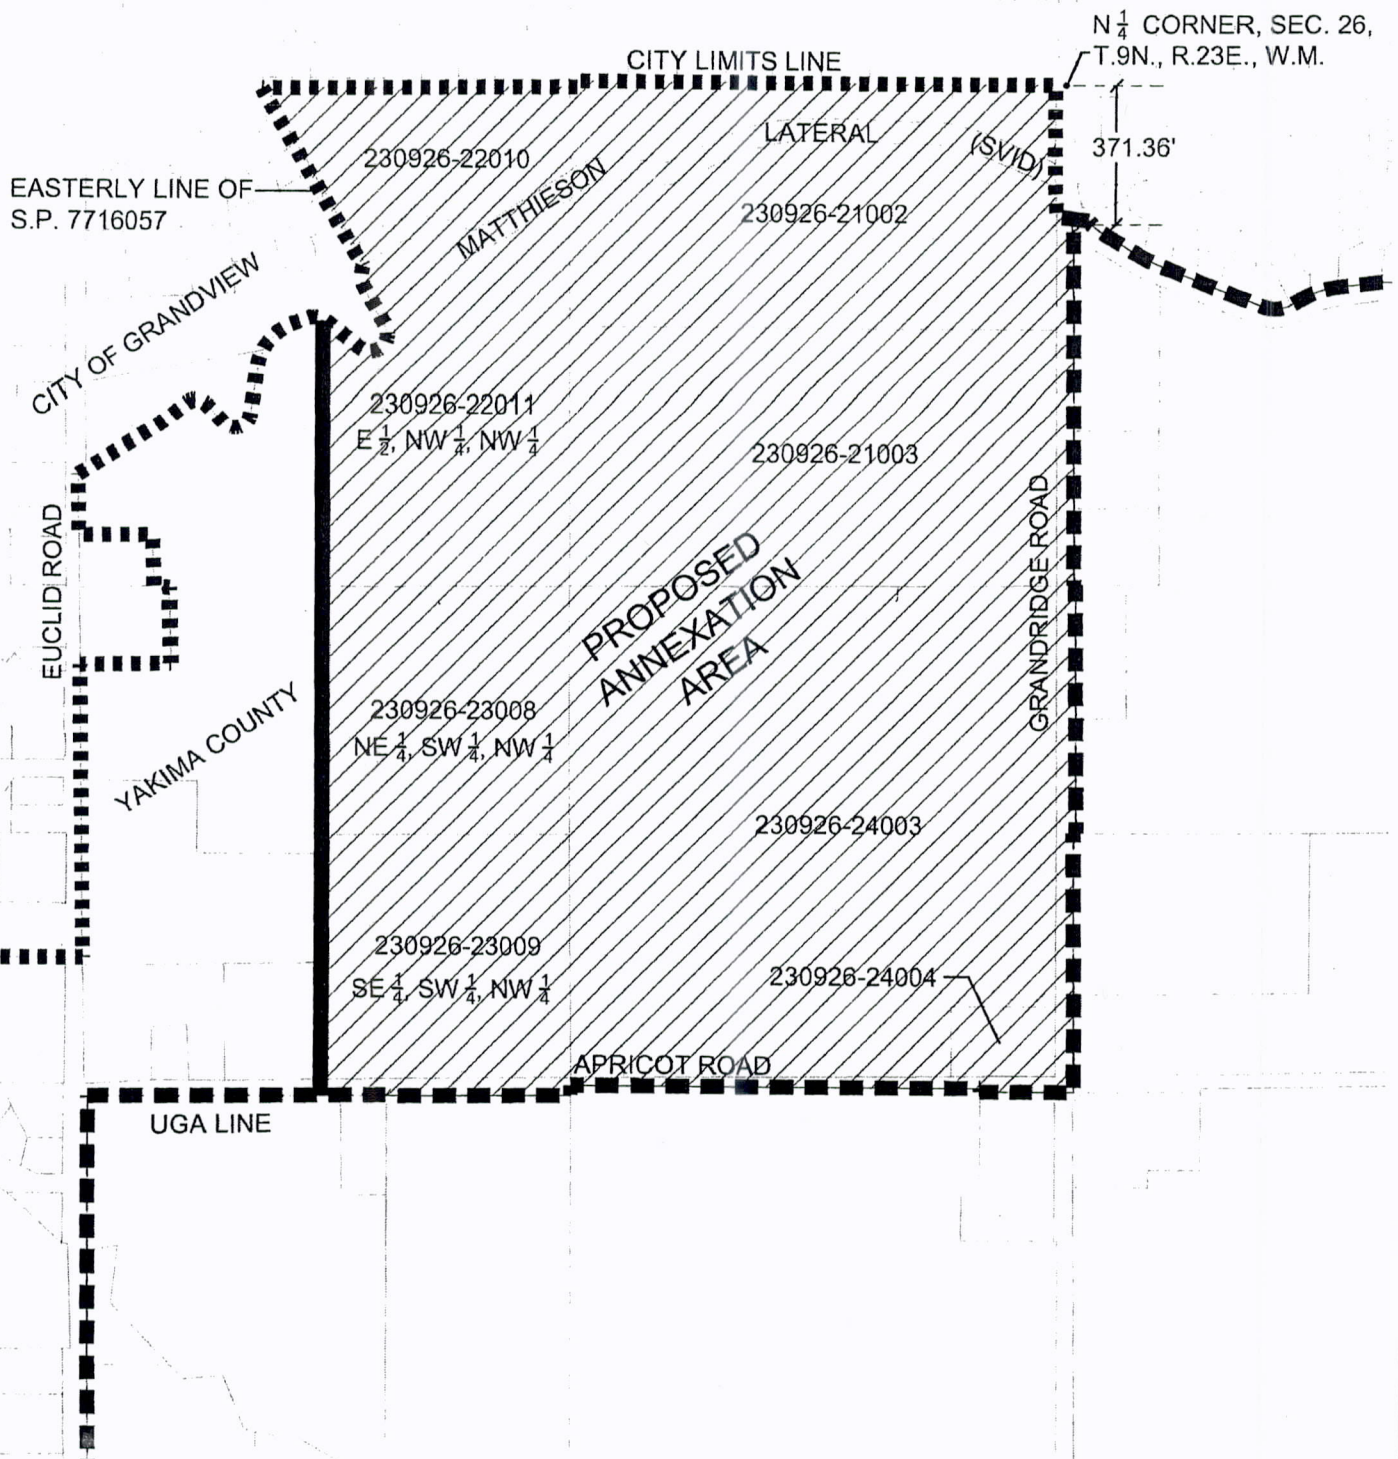 N 1/4 CORNER, SEC. 26,
T.9N., R.23E., W.M.
CITY LIMITS LINE
LATERAL
(SVID)
371.36'
230926-22010
MATTHIESON
EASTERLY LINE OF
S.P. 7716057
230926-21002
CITY OF GRANDVIEW
230926-22011
E 1/2, NW 1/4, NW 1/4
230926-21003
EUCLID ROAD
GRANDRIDGE ROAD
PROPOSED
ANNEXATION
AREA
YAKIMA COUNTY
230926-23008
NE 1/4, SW 1/4, NW 1/4
230926-24003
230926-23009
SE 1/4, SW 1/4, NW 1/4
230926-24004
APRICOT ROAD
UGA LINE